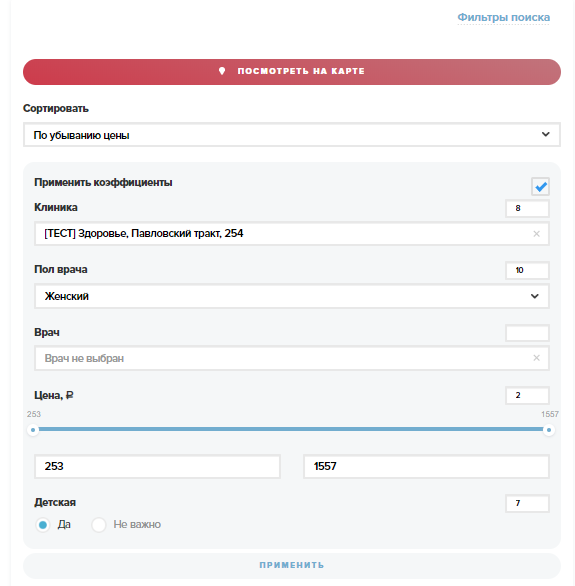 Фильтры поиска
ПОСМОТРЕТЬ НА КАРТЕ
Сортировать
По убыванию цены
Применить коэффициенты
Клиника 8
[ТЕСТ] Здоровье, Павловский тракт, 254 ×
Пол врача 10
Женский
Врач
Врач не выбран ×
Цена, ₽ 2
253 1557
253 1557
Детская 7
Да Не важно
ПРИМЕНИТЬ